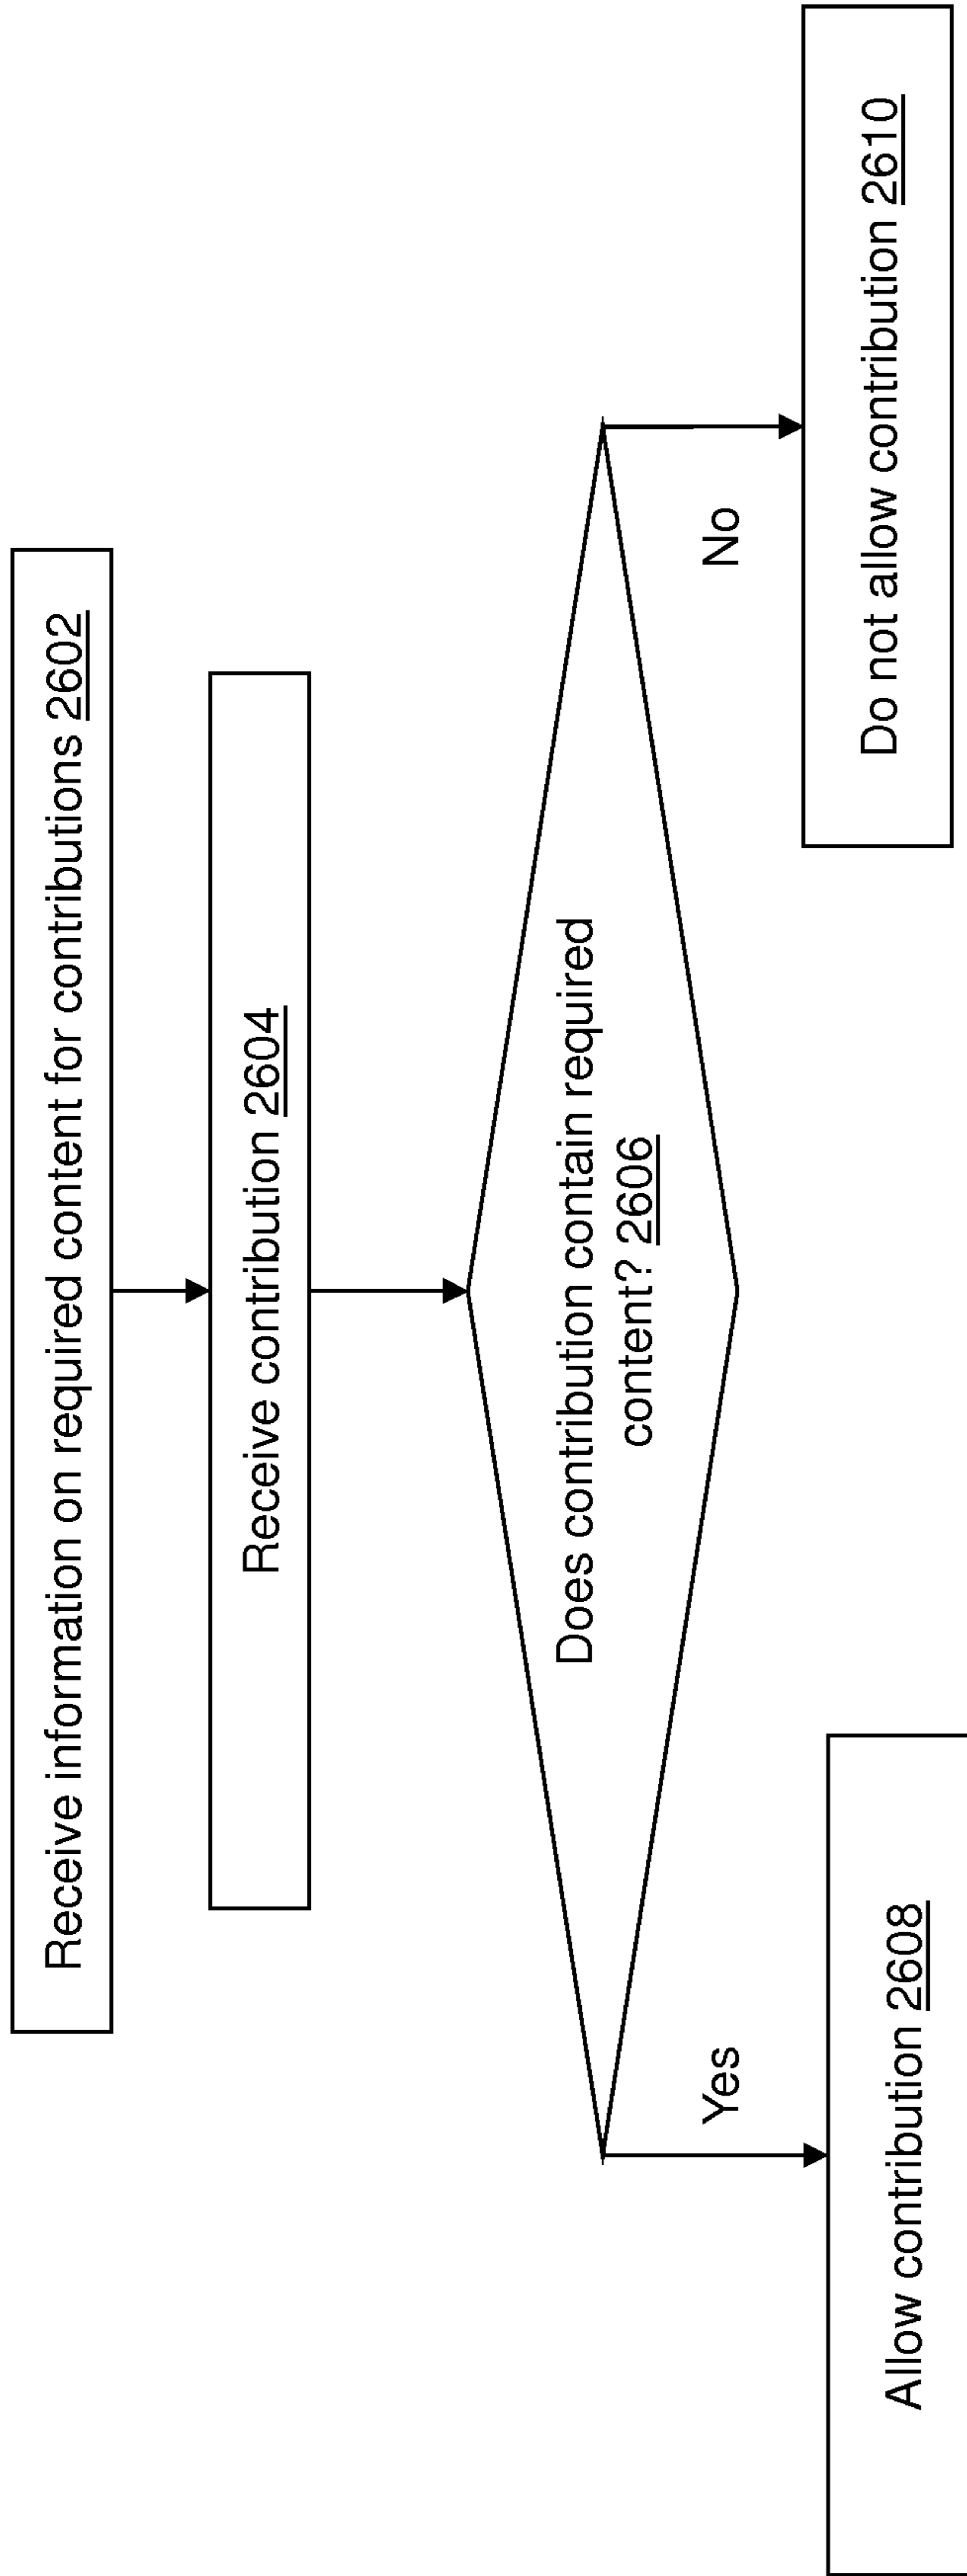 Receive information on required content for contributions 2602
Receive contribution 2604
Does contribution contain required
content? 2606
Yes
No
Allow contribution 2608
Do not allow contribution 2610